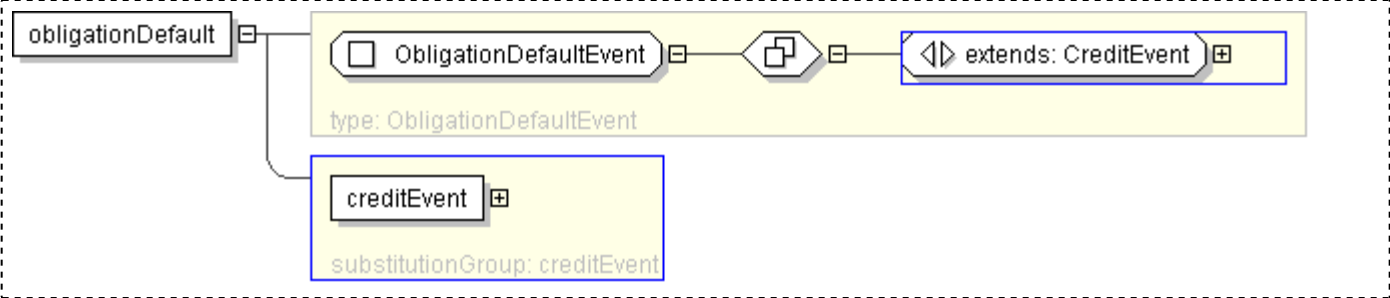 obligationDefault
ObligationDefaultEvent
extends: CreditEvent
type: ObligationDefaultEvent
creditEvent
substitutionGroup: creditEvent